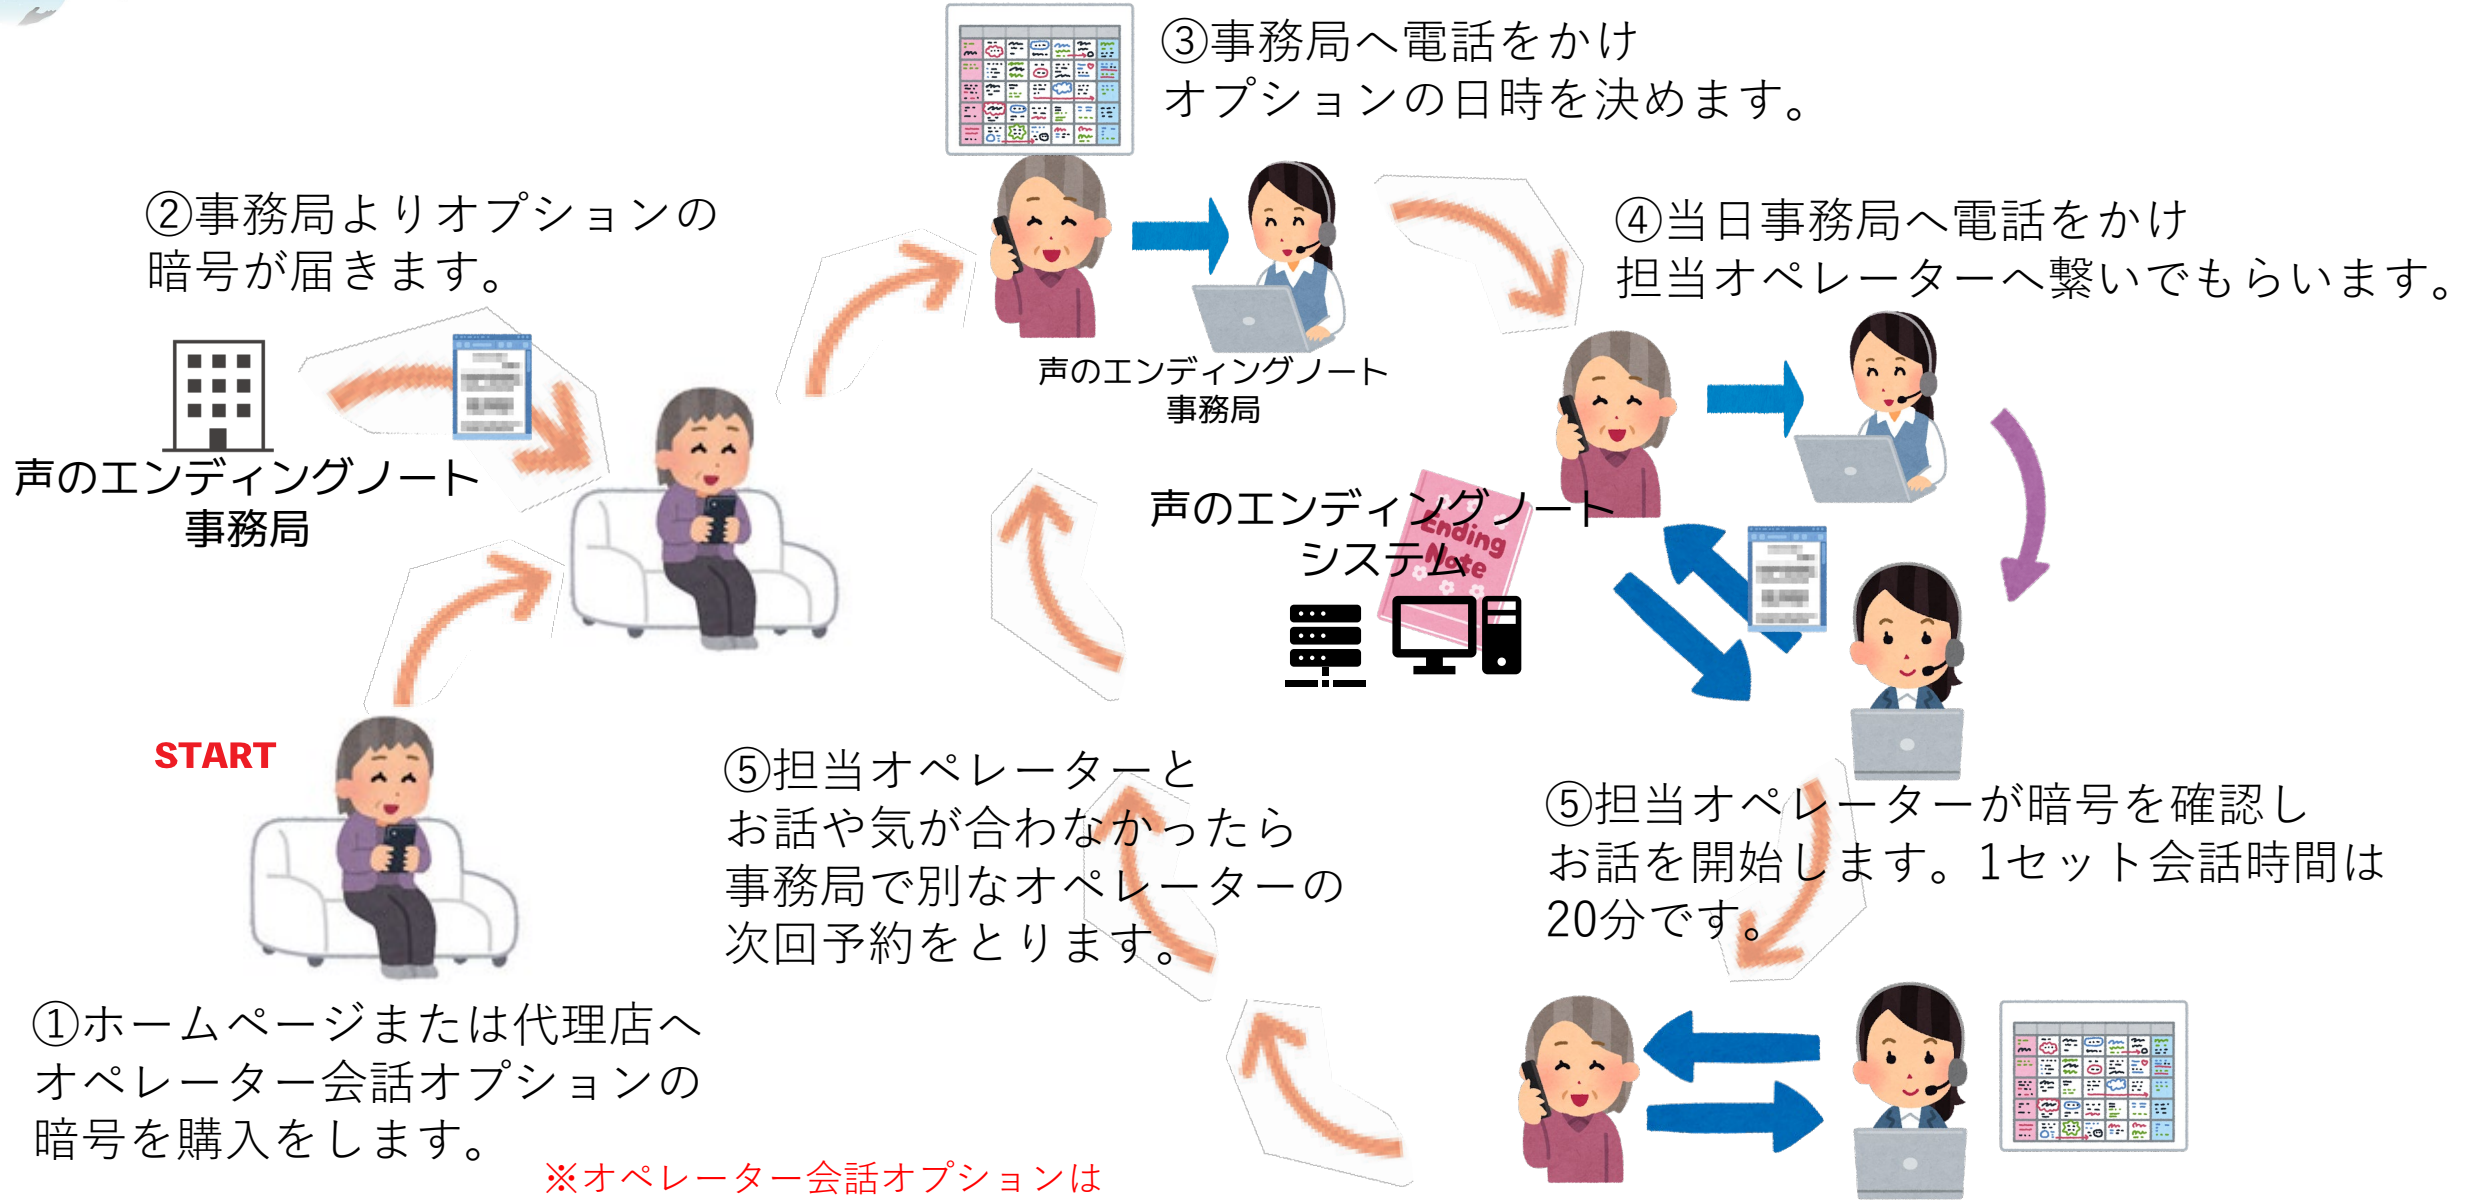 ③事務局へ電話をかけ
オプションの日時を決めます。
②事務局よりオプションの
暗号が届きます。
④当日事務局へ電話をかけ
担当オペレーターへ繋いでもらいます。
声のエンディングノート
事務局
声のエンディングノート
事務局
声のエンディングノート
システム
Ending
Note
START
⑤担当オペレーターと
お話や気が合わなかったら
事務局で別なオペレーターの
次回予約をとります。
⑤担当オペレーターが暗号を確認し
お話を開始します。1セット会話時間は
20分です。
①ホームページまたは代理店へ
オペレーター会話オプションの
暗号を購入をします。
※オペレーター会話オプションは